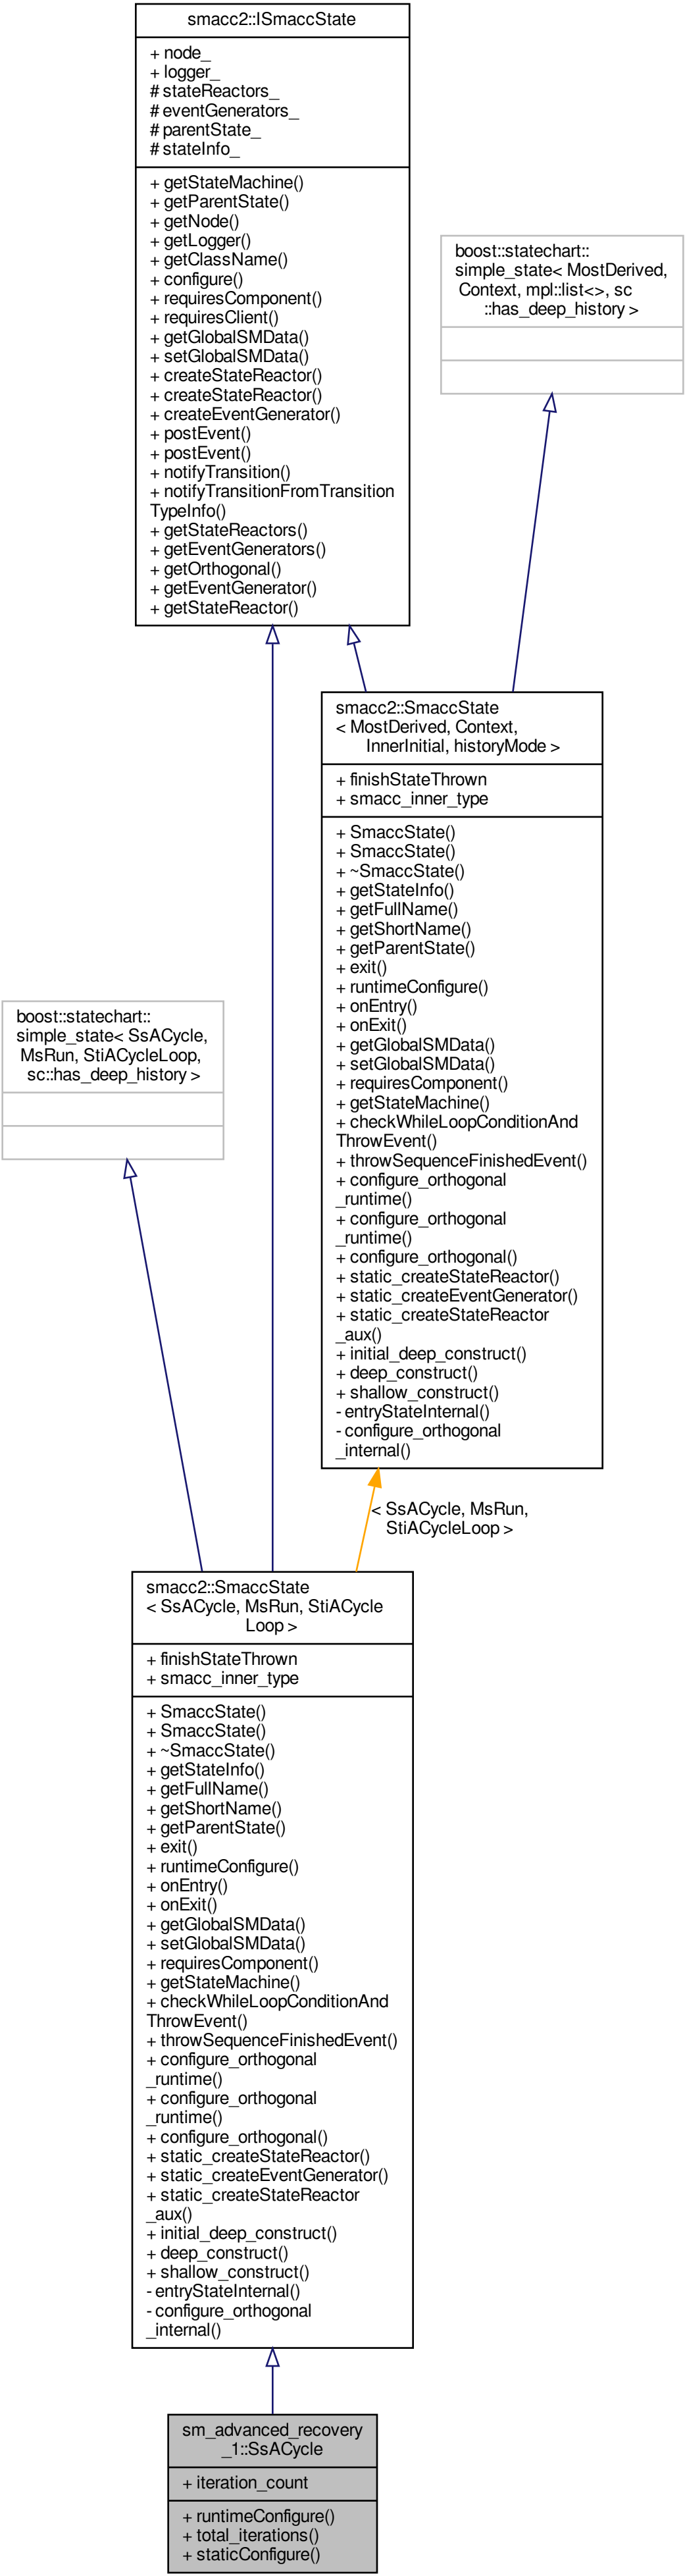 smacc2::ISmaccState
+ node_
+ logger_
# stateReactors_
# eventGenerators_
# parentState_
# stateInfo_
+ getStateMachine()
+ getParentState()
+ getNode()
+ getLogger()
+ getClassName()
+ configure()
+ requiresComponent()
+ requiresClient()
+ getGlobalSMData()
+ setGlobalSMData()
+ createStateReactor()
+ createStateReactor()
+ createEventGenerator()
+ postEvent()
+ postEvent()
+ notifyTransition()
+ notifyTransitionFromTransition
TypeInfo()
+ getStateReactors()
+ getEventGenerators()
+ getOrthogonal()
+ getEventGenerator()
+ getStateReactor()
boost::statechart::
simple_state< MostDerived,
Context, mpl::list<>, sc
::has_deep_history >
smacc2::SmaccState
< MostDerived, Context,
InnerInitial, historyMode >
+ finishStateThrown
+ smacc_inner_type
+ SmaccState()
+ SmaccState()
+ ~SmaccState()
+ getStateInfo()
+ getFullName()
+ getShortName()
+ getParentState()
+ exit()
+ runtimeConfigure()
+ onEntry()
+ onExit()
+ getGlobalSMData()
+ setGlobalSMData()
+ requiresComponent()
+ getStateMachine()
+ checkWhileLoopConditionAnd
ThrowEvent()
+ throwSequenceFinishedEvent()
+ configure_orthogonal
_runtime()
+ configure_orthogonal
_runtime()
+ configure_orthogonal()
+ static_createStateReactor()
+ static_createEventGenerator()
+ static_createStateReactor
_aux()
+ initial_deep_construct()
+ deep_construct()
+ shallow_construct()
- entryStateInternal()
- configure_orthogonal
_internal()
boost::statechart::
simple_state< SsACycle,
MsRun, StiACycleLoop,
sc::has_deep_history >
< SsACycle, MsRun,
StiACycleLoop >
smacc2::SmaccState
< SsACycle, MsRun, StiACycle
Loop >
+ finishStateThrown
+ smacc_inner_type
+ SmaccState()
+ SmaccState()
+ ~SmaccState()
+ getStateInfo()
+ getFullName()
+ getShortName()
+ getParentState()
+ exit()
+ runtimeConfigure()
+ onEntry()
+ onExit()
+ getGlobalSMData()
+ setGlobalSMData()
+ requiresComponent()
+ getStateMachine()
+ checkWhileLoopConditionAnd
ThrowEvent()
+ throwSequenceFinishedEvent()
+ configure_orthogonal
_runtime()
+ configure_orthogonal
_runtime()
+ configure_orthogonal()
+ static_createStateReactor()
+ static_createEventGenerator()
+ static_createStateReactor
_aux()
+ initial_deep_construct()
+ deep_construct()
+ shallow_construct()
- entryStateInternal()
- configure_orthogonal
_internal()
sm_advanced_recovery
_1::SsACycle
+ iteration_count
+ runtimeConfigure()
+ total_iterations()
+ staticConfigure()